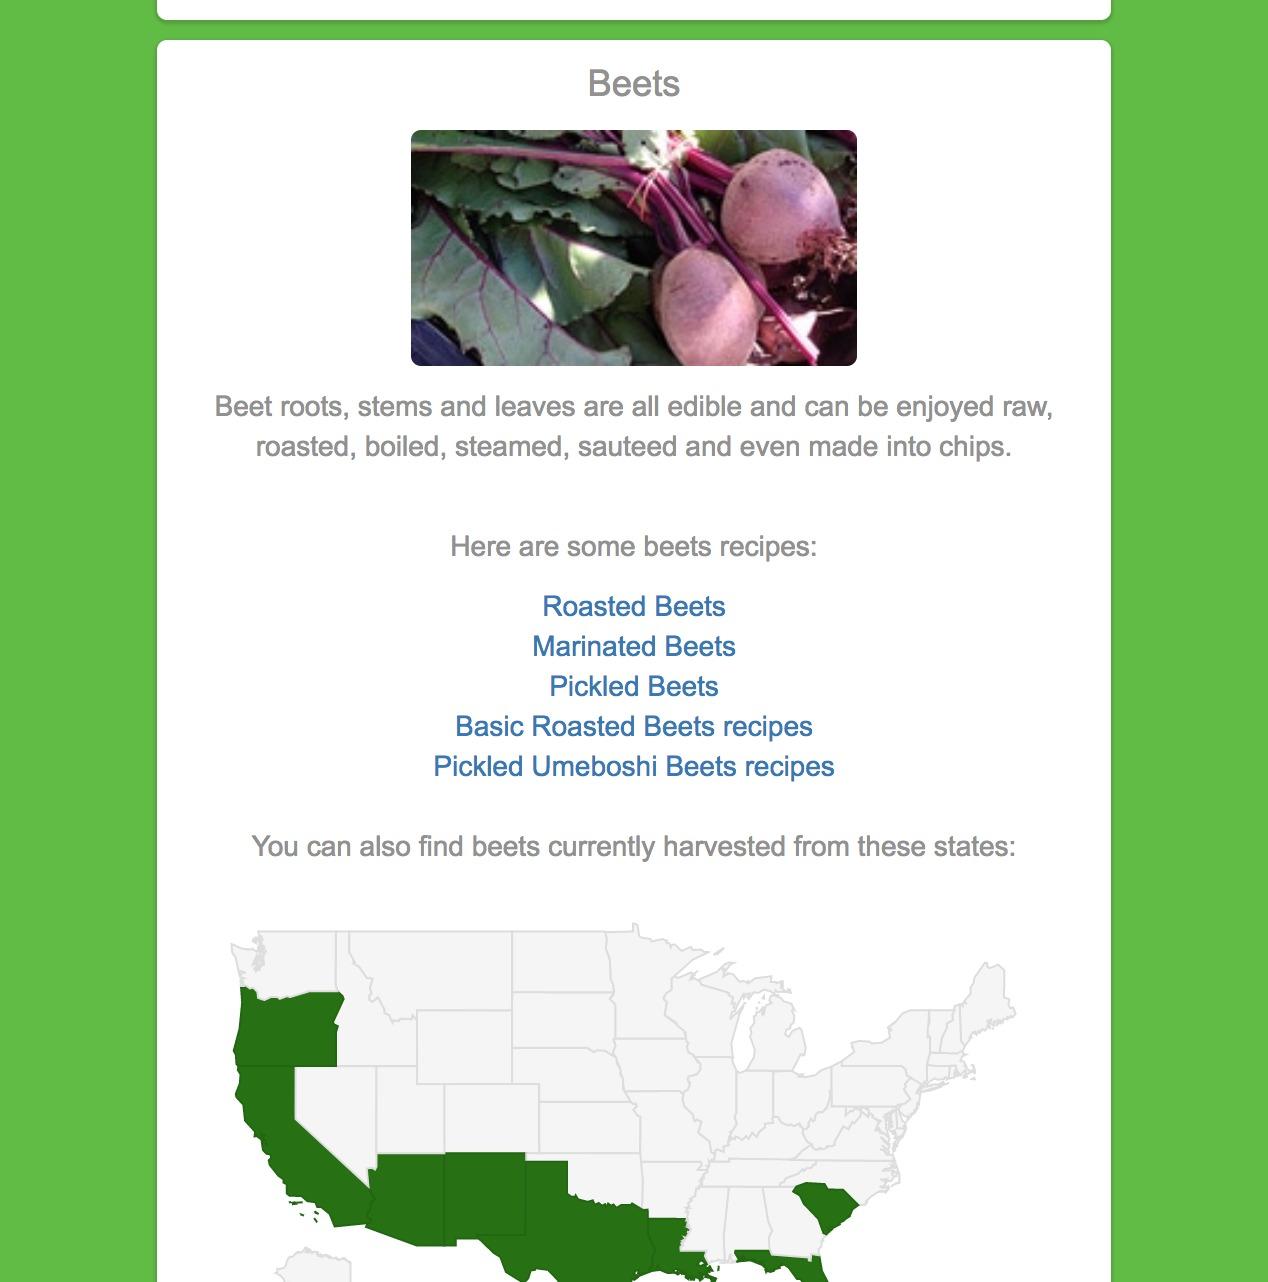 Beets
Beet roots, stems and leaves are all edible and can be enjoyed raw,
roasted, boiled, steamed, sauteed and even made into chips.
Here are some beets recipes:
Roasted Beets
Marinated Beets
Pickled Beets
Basic Roasted Beets recipes
Pickled Umeboshi Beets recipes
You can also find beets currently harvested from these states: